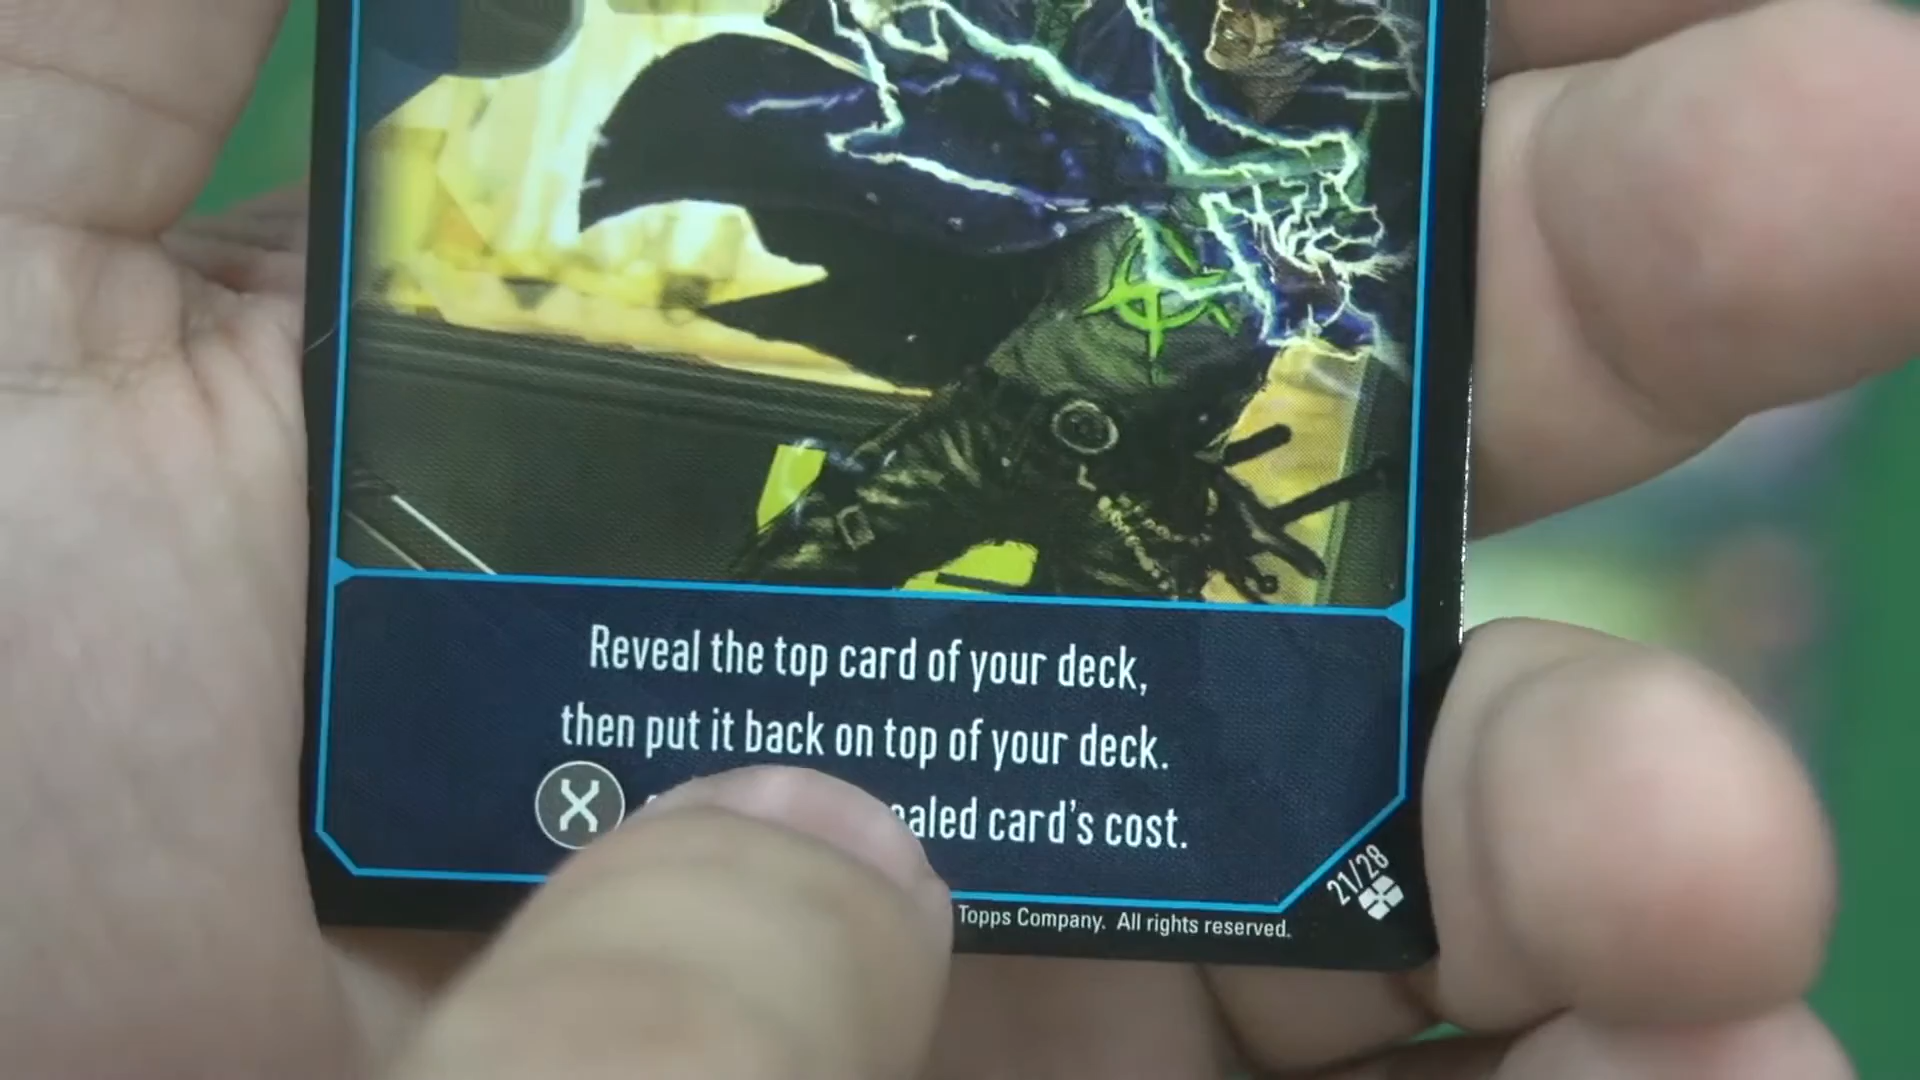 Reveal the top card of your deck,
then put it back on top of your deck.
X card's cost.
21/28
Topps Company. All rights reserved.